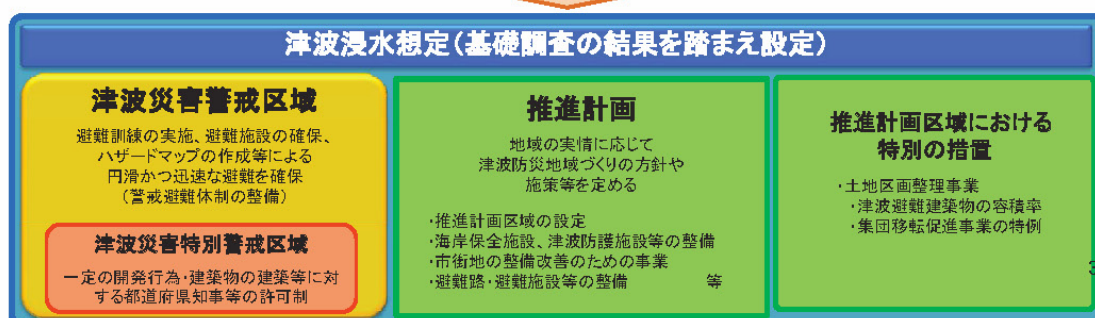 津波浸水想定(基礎調査の結果を踏まえ設定)
津波災害警戒区域
避難訓練の実施、避難施設の確保、
ハザードマップの作成等による
円滑かつ迅速な避難を確保
(警戒避難体制の整備)
津波災害特別警戒区域
一定の開発行為・建築物の建築等に対
する都道府県知事等の許可制
推進計画
地域の実情に応じて
津波防災地域づくりの方針や
施策等を定める
・推進計画区域の設定
・海岸保全施設、津波防護施設等の整備
・市街地の整備改善のための事業
・避難路・避難施設等の整備 等
推進計画区域における
特別の措置
・土地区画整理事業
・津波避難建築物の容積率
・集団移転促進事業の特例